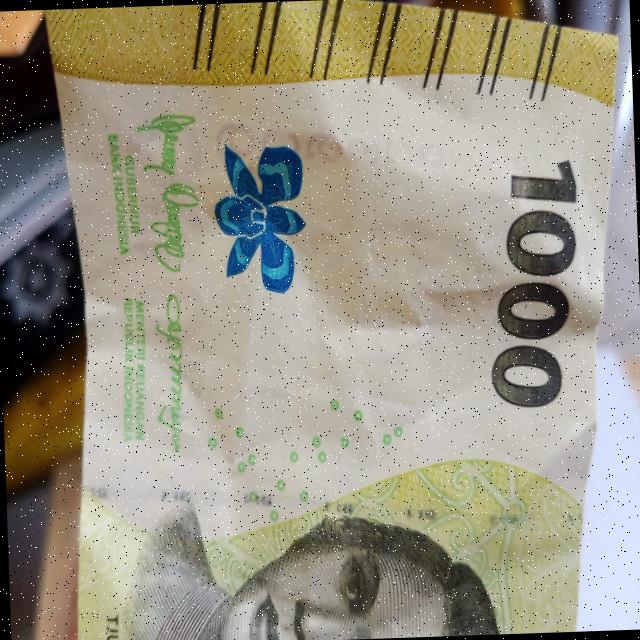 1000
GUBERNUR
BANK INDONESIA
MENTERI KEUANGAN
REPUBLIK INDONESIA